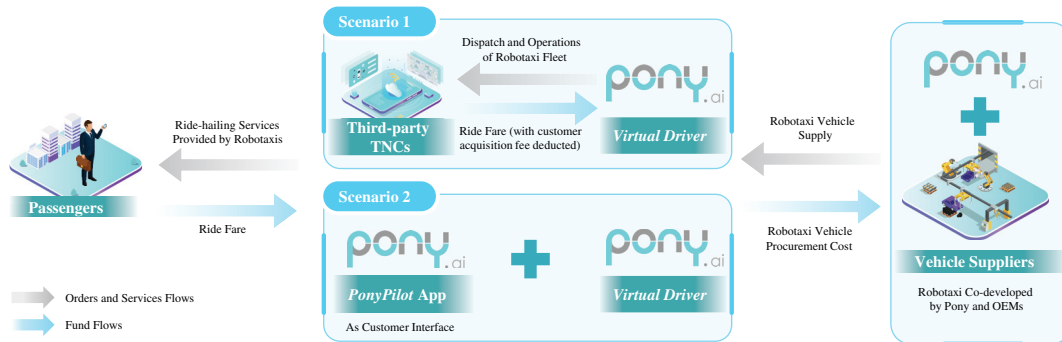 Scenario 1
Dispatch and Operations
of Robotaxi Fleet
pony.ai
Third-party
TNCs
Ride Fare (with customer
acquisition fee deducted)
Virtual Driver
Ride-hailing Services
Provided by Robotaxis
Passengers
Ride Fare
Scenario 2
pony.ai
PonyPilot App
As Customer Interface
pony.ai
Virtual Driver
Robotaxi Vehicle
Supply
Robotaxi Vehicle
Procurement Cost
pony.ai
Vehicle Suppliers
Robotaxi Co-developed
by Pony and OEMs
Orders and Services Flows
Fund Flows